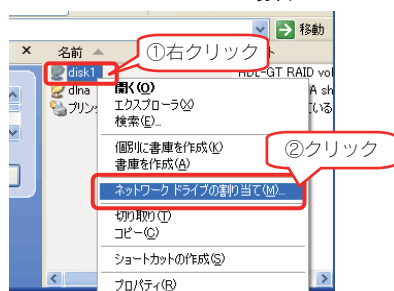 移動
名前
①右クリック
disk1
HDL-GT RAID vol
dlna
プリン
開く(O)
エクスプローラ(X)
検索(E)...
個別に書庫を作成(K)
書庫を作成(A)
②クリック
ネットワーク ドライブの割り当て(M)...
切り取り(T)
コピー(C)
ショートカットの作成(S)
プロパティ(R)